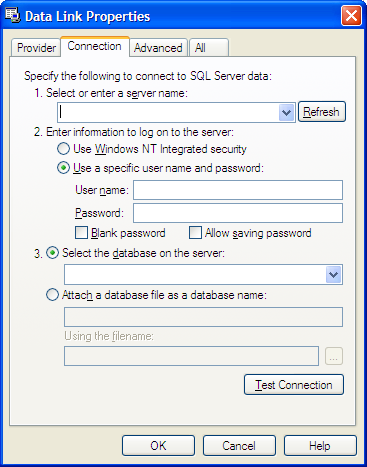 Data Link Properties
Provider Connection Advanced All
Specify the following to connect to SQL Server data:
1. Select or enter a server name:
Refresh
2. Enter information to log on to the server:
Use Windows NT Integrated security
Use a specific user name and password:
User name:
Password:
Blank password Allow saving password
3. Select the database on the server:
Attach a database file as a database name:
Using the filename:
...
Test Connection
OK Cancel Help